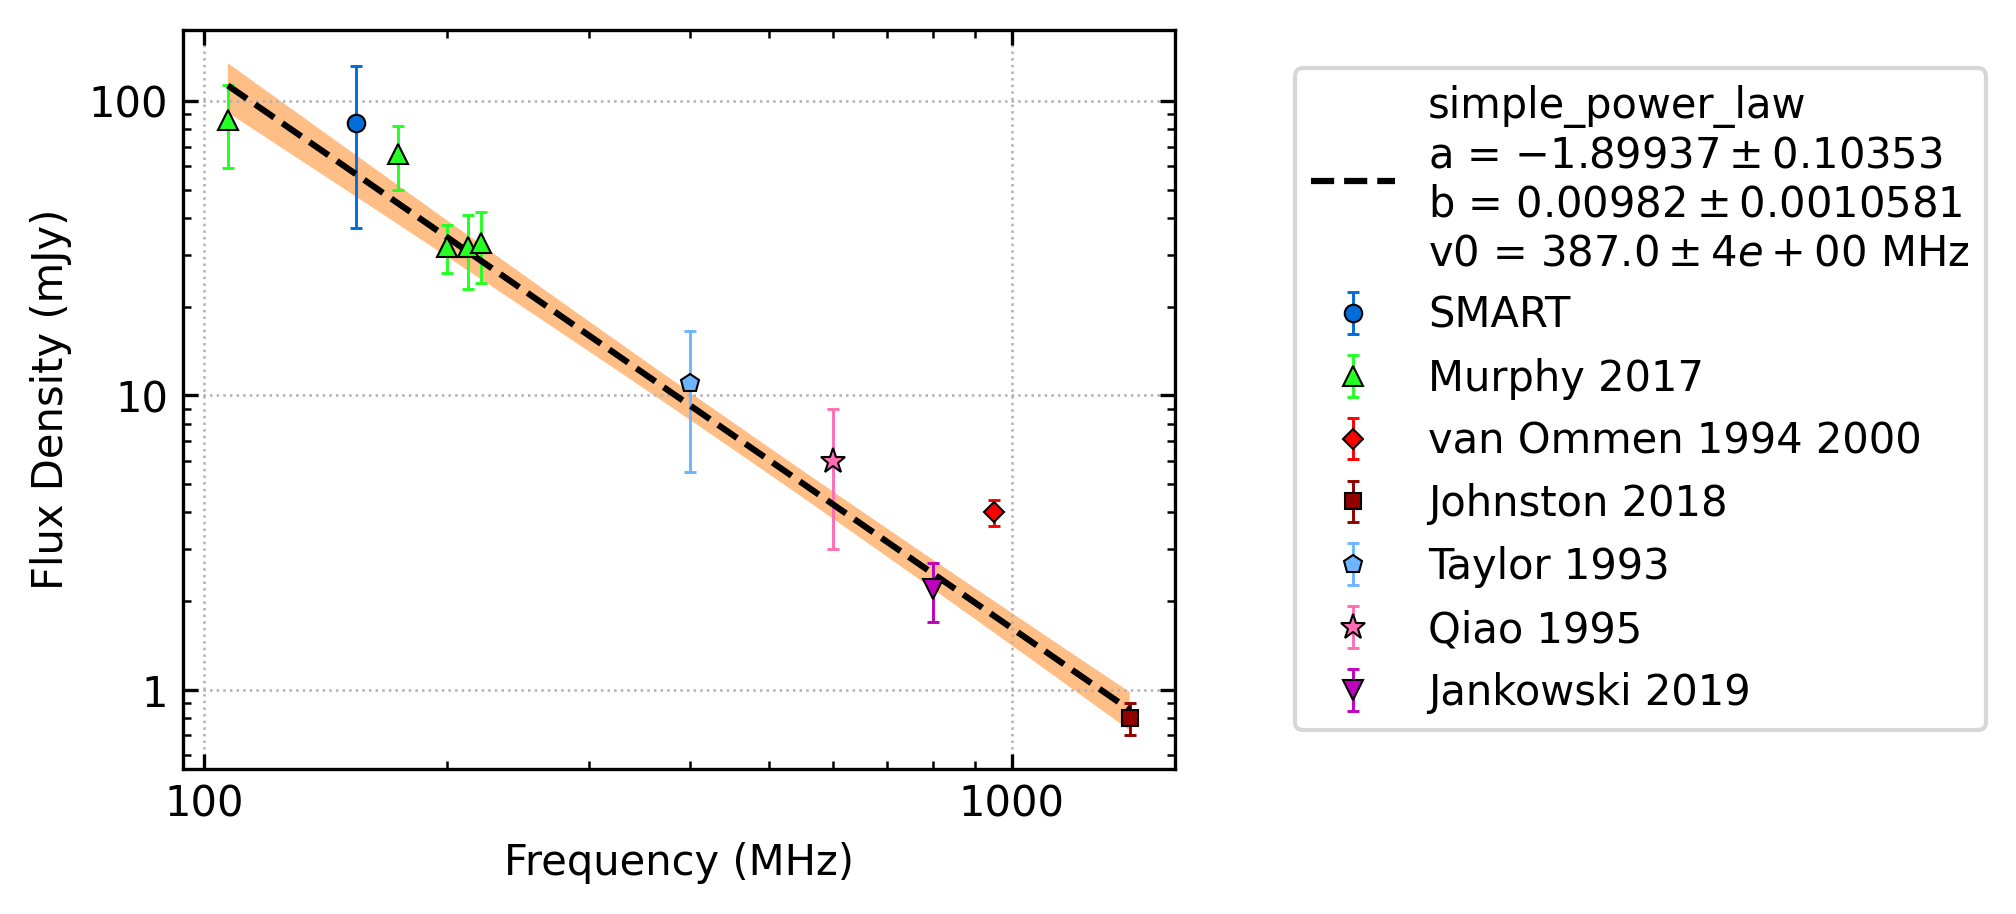 100
10
1
Flux Density (mJy)
100
1000
Frequency (MHz)
simple_power_law
a = −1.89937 ± 0.10353
b = 0.00982 ± 0.0010581
v0 = 387.0 ± 4e + 00 MHz
SMART
Murphy 2017
van Ommen 1994 2000
Johnston 2018
Taylor 1993
Qiao 1995
Jankowski 2019